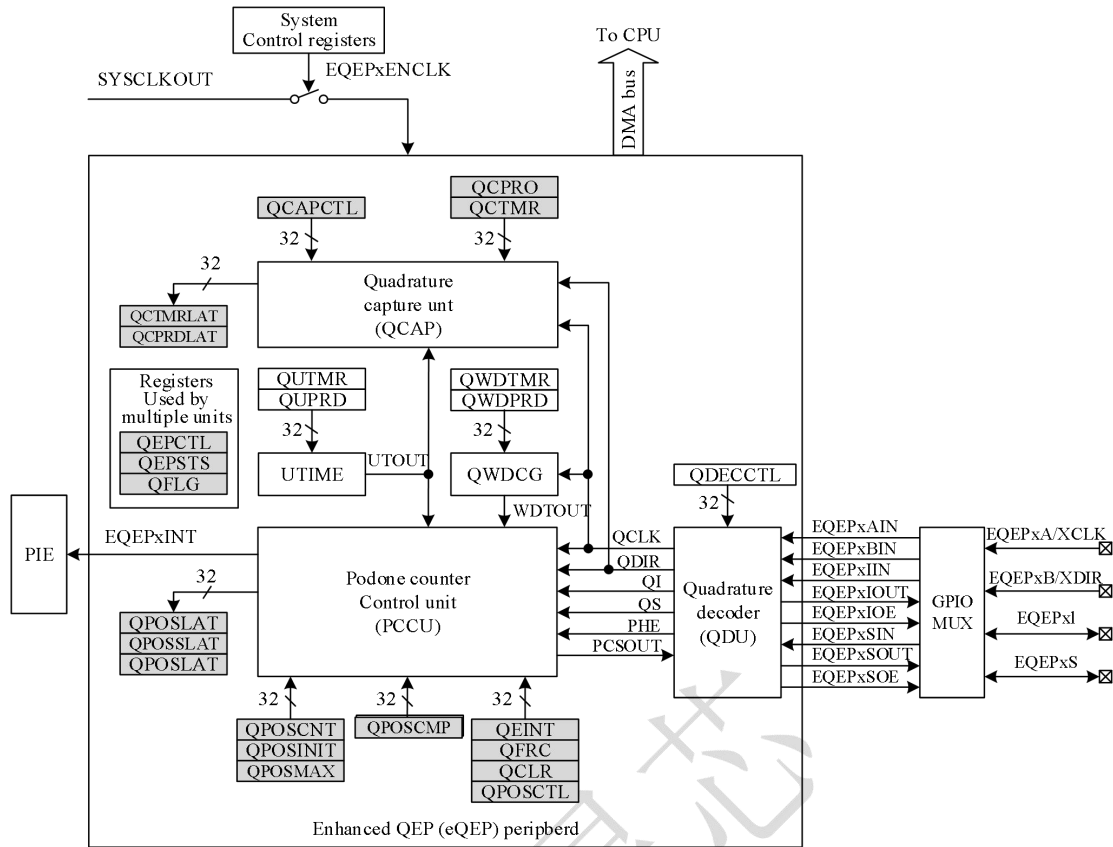 System
Control registers
To CPU
SYSCLKOUT
EQEPxENCLK
DMA bus
QCPRO
QCAPCTL
QCTMR
32
32
32
Quadrature
capture unt
(QCAP)
QCTMRLAT
QCPRDLAT
Registers
Used by
multiple units
QEPCTL
QEPSTS
QFLG
QUTMR
QUPRD
QWDTMR
QWDPRD
32
32
UTIME
UTOUT
QWDCG
WDTOUT
QDECCTL
32
PIE
EQEPxINT
32
QPOSLAT
QPOSSLAT
QPOSLAT
Podone counter
Control unit
(PCCU)
QCLK
QDIR
QI
QS
PHE
PCSOUT
Quadrature
decoder
(QDU)
EQEPxAIN
EQEPxBIN
EQEPxIIN
EQEPxIOUT
EQEPxIOE
EQEPxSIN
EQEPxSOUT
EQEPxSOE
GPIO
MUX
EQEPxA/XCLK
EQEPxB/XDIR
EQEPxl
EQEPxS
32
32
32
QPOSCNT
QPOSINIT
QPOSMAX
QPOSCMP
QEINT
QFRC
QCLR
QPOSCTL
Enhanced QEP (eQEP) peripberd
芯